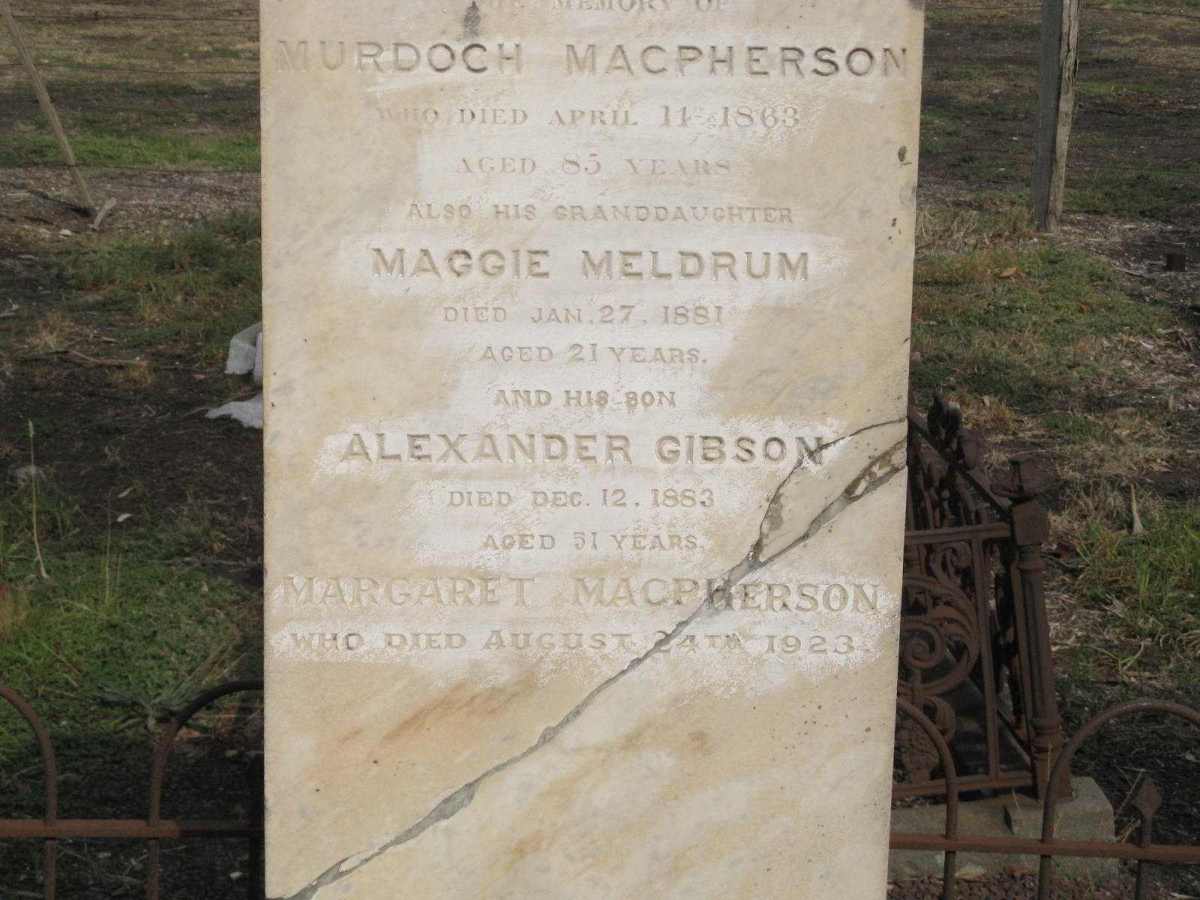 MEMORY OF
MURDOCH MACPHERSON
WHO DIED APRIL 1863
AGED 85 YEARS
ALSO HIS GRANDDAUGHTER
MAGGIE MELDRUM
DIED JAN. 27. 1881
AGED 21 YEARS.
AND HIS SON
ALEXANDER GIBSON
DIED DEC. 12. 1883
AGED 51 YEARS.
MARGARET MACPHERSON
WHO DIED AUGUST 24TH 1923.